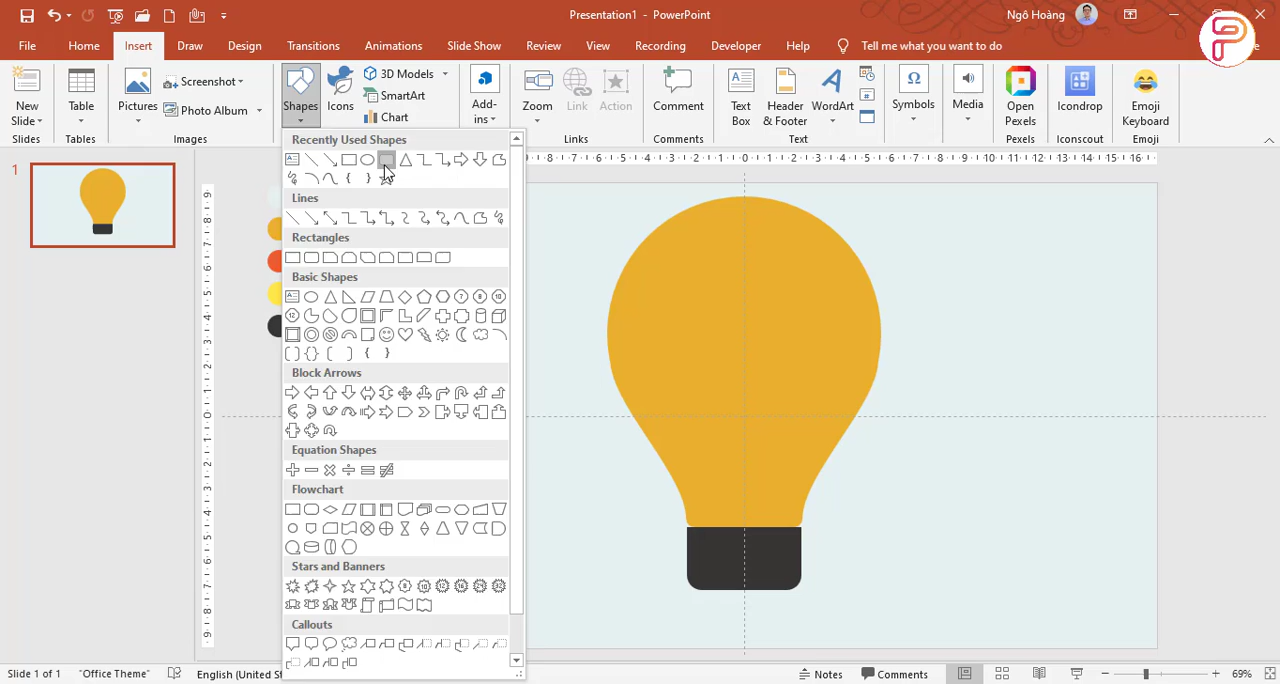 Presentation1 - PowerPoint
Ngô Hoàng
File Home Insert Draw Design Transitions Animations Slide Show Review View Recording Developer Help Tell me what you want to do
New Slide
Table
Pictures
Screenshot
Photo Album
Shapes
Icons
3D Models
SmartArt
Chart
Add-ins
Zoom
Link
Action
Comment
Text Box
Header & Footer
WordArt
Symbols
Media
Open Pexels
Icondrop
Emoji Keyboard
Slides Tables Images Links Comments Text Pexels Iconscout Emoji
Recently Used Shapes
Lines
Rectangles
Basic Shapes
Block Arrows
Equation Shapes
Flowchart
Stars and Banners
Callouts
1
Slide 1 of 1 "Office Theme" English (United St
Notes Comments 69%